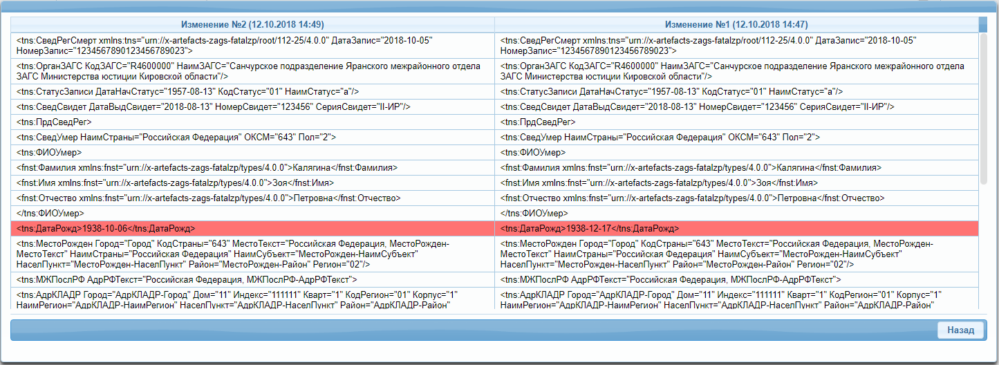 Изменение №2 (12.10.2018 14:49)
Изменение №1 (12.10.2018 14:47)
<tns:СведРегСмерт xmlns:tns="urn://x-artefacts-zags-fatalzp/root/112-25/4.0.0" ДатаЗапис="2018-10-05"
НомерЗапис="1234567890123456789023">
<tns:СведРегСмерт xmlns:tns="urn://x-artefacts-zags-fatalzp/root/112-25/4.0.0" ДатаЗапис="2018-10-05"
НомерЗапис="1234567890123456789023">
<tns:ОрганЗАГС КодЗАГС="R4600000" НаимЗАГС="Санчурское подразделение Яранского межрайонного отдела
ЗАГС Министерства юстиции Кировской области"/>
<tns:ОрганЗАГС КодЗАГС="R4600000" НаимЗАГС="Санчурское подразделение Яранского межрайонного отдела
ЗАГС Министерства юстиции Кировской области"/>
<tns:СтатусЗаписи ДатаНачСтатус="1957-08-13" КодСтатус="01" НаимСтатус="а"/>
<tns:СтатусЗаписи ДатаНачСтатус="1957-08-13" КодСтатус="01" НаимСтатус="а"/>
<tns:СведСвидет ДатаВыдСвидет="2018-08-13" НомерСвидет="123456" СерияСвидет="II-ИР"/>
<tns:СведСвидет ДатаВыдСвидет="2018-08-13" НомерСвидет="123456" СерияСвидет="II-ИР"/>
<tns:ПрдСведРег>
<tns:ПрдСведРег>
<tns:СведУмер НаимСтраны="Российская Федерация" ОКСМ="643" Пол="2">
<tns:СведУмер НаимСтраны="Российская Федерация" ОКСМ="643" Пол="2">
<tns:ФИОУмер>
<tns:ФИОУмер>
<fnst:Фамилия xmlns:fnst="urn://x-artefacts-zags-fatalzp/types/4.0.0">Калягина</fnst:Фамилия>
<fnst:Фамилия xmlns:fnst="urn://x-artefacts-zags-fatalzp/types/4.0.0">Калягина</fnst:Фамилия>
<fnst:Имя xmlns:fnst="urn://x-artefacts-zags-fatalzp/types/4.0.0">Зоя</fnst:Имя>
<fnst:Имя xmlns:fnst="urn://x-artefacts-zags-fatalzp/types/4.0.0">Зоя</fnst:Имя>
<fnst:Отчество xmlns:fnst="urn://x-artefacts-zags-fatalzp/types/4.0.0">Петровна</fnst:Отчество>
<fnst:Отчество xmlns:fnst="urn://x-artefacts-zags-fatalzp/types/4.0.0">Петровна</fnst:Отчество>
</tns:ФИОУмер>
</tns:ФИОУмер>
<tns:ДатаРожд>1938-10-06</tns:ДатаРожд>
<tns:ДатаРожд>1938-12-17</tns:ДатаРожд>
<tns:МестоРожден Город="Город" КодСтраны="643" МестоТекст="Российская Федерация, МестоРожден-
МестоТекст" НаимСтраны="Российская Федерация" НаимСубъект="МестоРожден-НаимСубъект"
НаселПункт="МестоРожден-НаселПункт" Район="МестоРожден-Район" Регион="02"/>
<tns:МестоРожден Город="Город" КодСтраны="643" МестоТекст="Российская Федерация, МестоРожден-
МестоТекст" НаимСтраны="Российская Федерация" НаимСубъект="МестоРожден-НаимСубъект"
НаселПункт="МестоРожден-НаселПункт" Район="МестоРожден-Район" Регион="02"/>
<tns:МЖПослРФ АдрРФТекст="Российская Федерация, МЖПослРФ-АдрРФТекст">
<tns:МЖПослРФ АдрРФТекст="Российская Федерация, МЖПослРФ-АдрРФТекст">
<tns:АдрКЛАДР Город="АдрКЛАДР-Город" Дом="11" Индекс="111111" Кварт="1" КодРегион="01" Корпус="1"
НаимРегион="АдрКЛАДР-НаимРегион" НаселПункт="АдрКЛАДР-НаселПункт" Район="АдрКЛАДР-Район"
<tns:АдрКЛАДР Город="АдрКЛАДР-Город" Дом="11" Индекс="111111" Кварт="1" КодРегион="01" Корпус="1"
НаимРегион="АдрКЛАДР-НаимРегион" НаселПункт="АдрКЛАДР-НаселПункт" Район="АдрКЛАДР-Район"
Назад